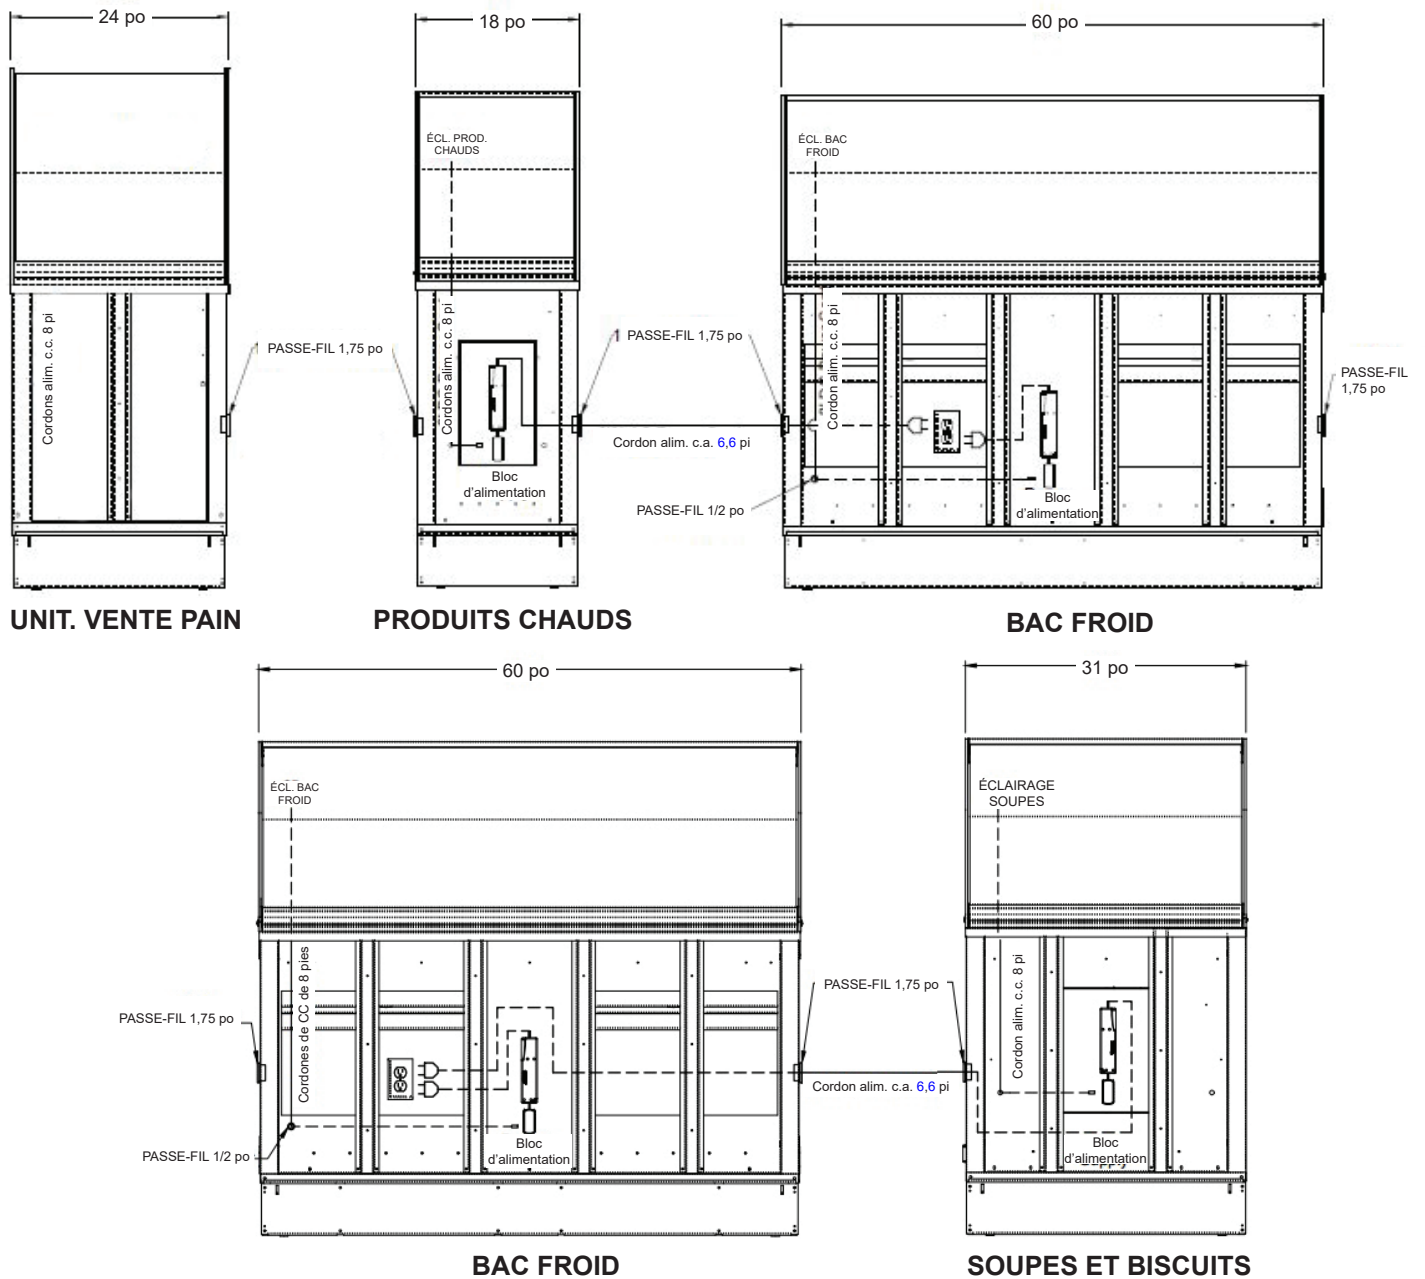 24 po
18 po
60 po
ÉCL. PROD.
CHAUDS
ÉCL. BAC
FROID
Cordons alim. c.c. 8 pi
Cordons alim. c.c. 8 pi
Cordon alim. c.c. 8 pi
PASSE-FIL 1,75 po
PASSE-FIL 1,75 po
PASSE-FIL
1,75 po
Cordon alim. c.a. 6,6 pi
Bloc
d'alimentation
PASSE-FIL 1/2 po
Bloc
d'alimentation
UNIT. VENTE PAIN
PRODUITS CHAUDS
BAC FROID
60 po
31 po
ÉCL. BAC
FROID
ÉCLAIRAGE
SOUPES
Cordones de CC de 8 pies
Cordon alim. c.c. 8 pi
PASSE-FIL 1,75 po
PASSE-FIL 1,75 po
Cordon alim. c.a. 6,6 pi
PASSE-FIL 1/2 po
Bloc
d'alimentation
Bloc
d'alimentation
BAC FROID
SOUPES ET BISCUITS